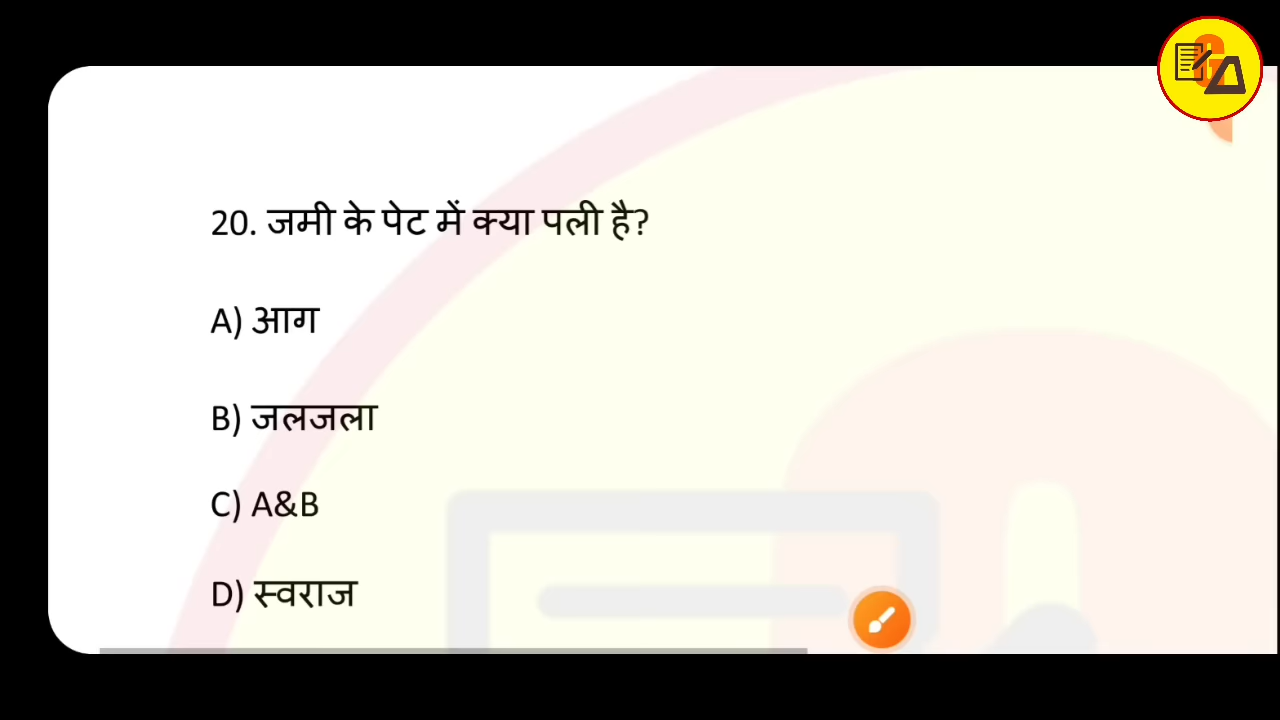 20. जमी के पेट में क्या पली है?
A) आग
B) जलजला
C) A&B
D) स्वराज